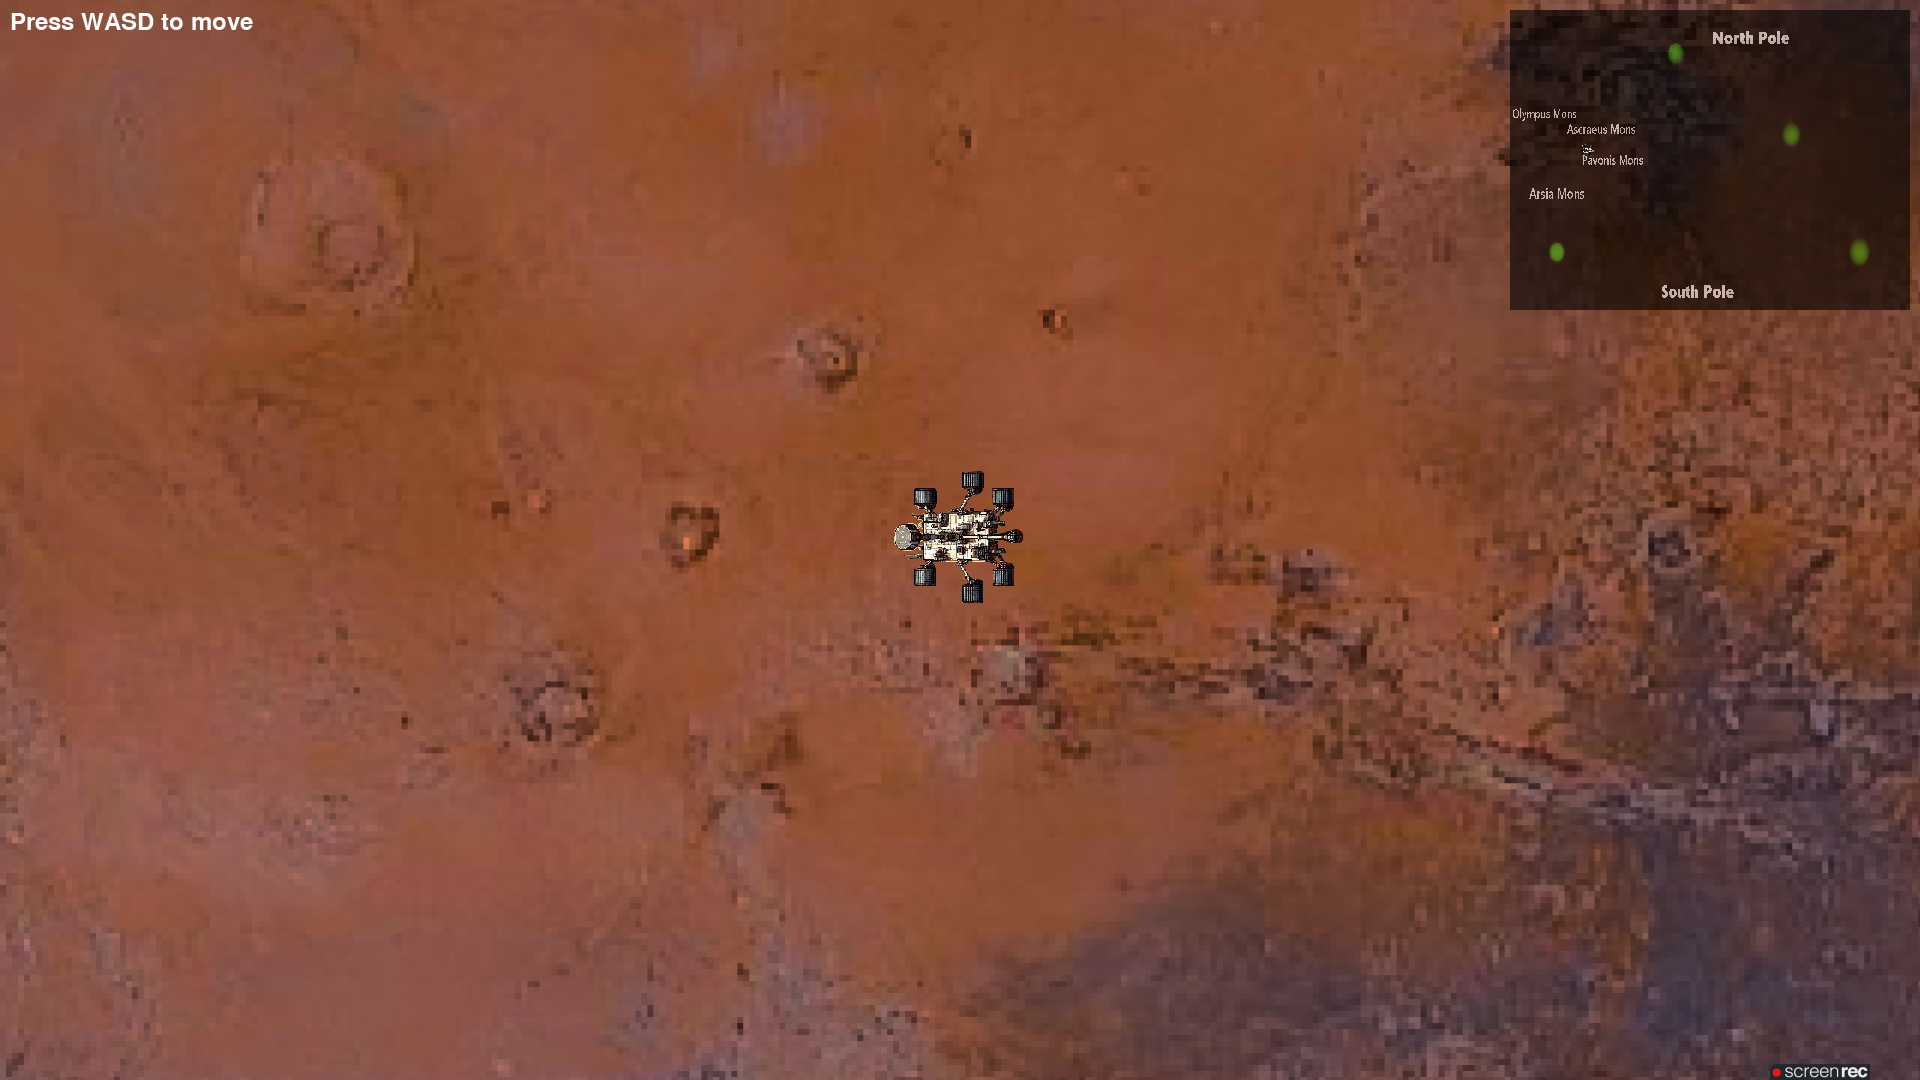 Press WASD to move
North Pole
Olympus Mons
Ascraeus Mons
Pavonis Mons
Arsia Mons
South Pole
screenrec